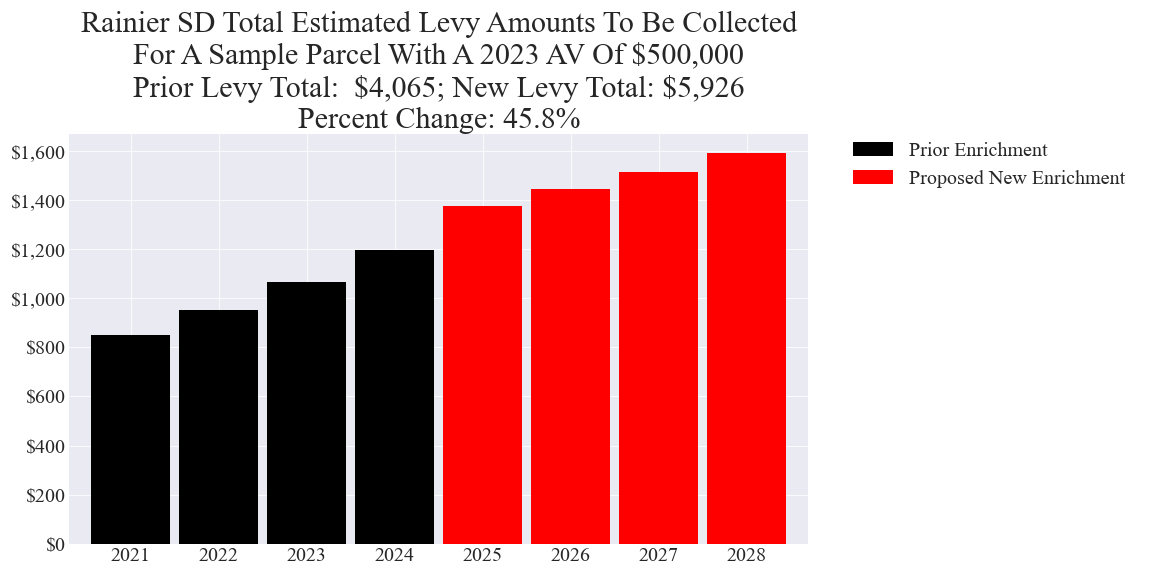 Rainier SD Total Estimated Levy Amounts To Be Collected
For A Sample Parcel With A 2023 AV Of $500,000
Prior Levy Total:  $4,065; New Levy Total: $5,926
Percent Change: 45.8%
Prior Enrichment
Proposed New Enrichment
$1,600
$1,400
$1,200
$1,000
$800
$600
$400
$200
$0
2021 2022 2023 2024 2025 2026 2027 2028